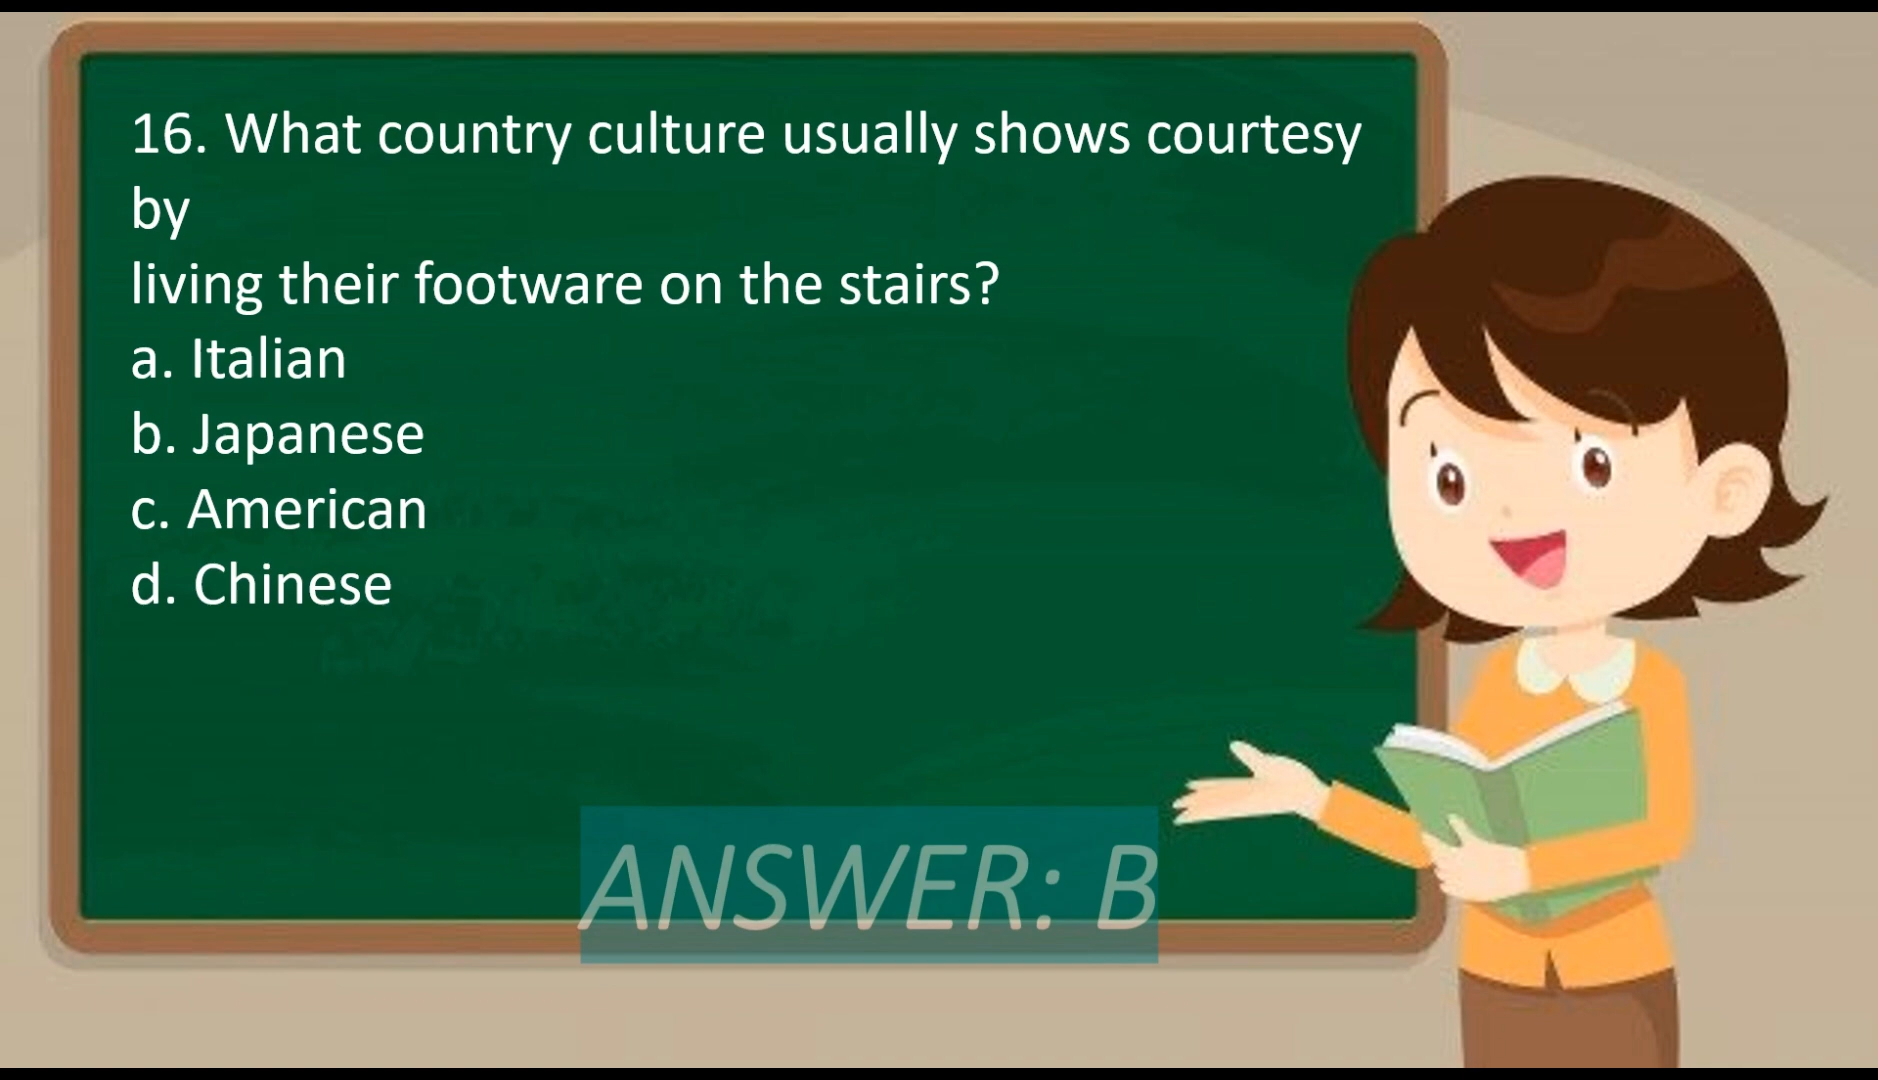 16. What country culture usually shows courtesy
by
living their footware on the stairs?
a. Italian
b. Japanese
c. American
d. Chinese
ANSWER: B